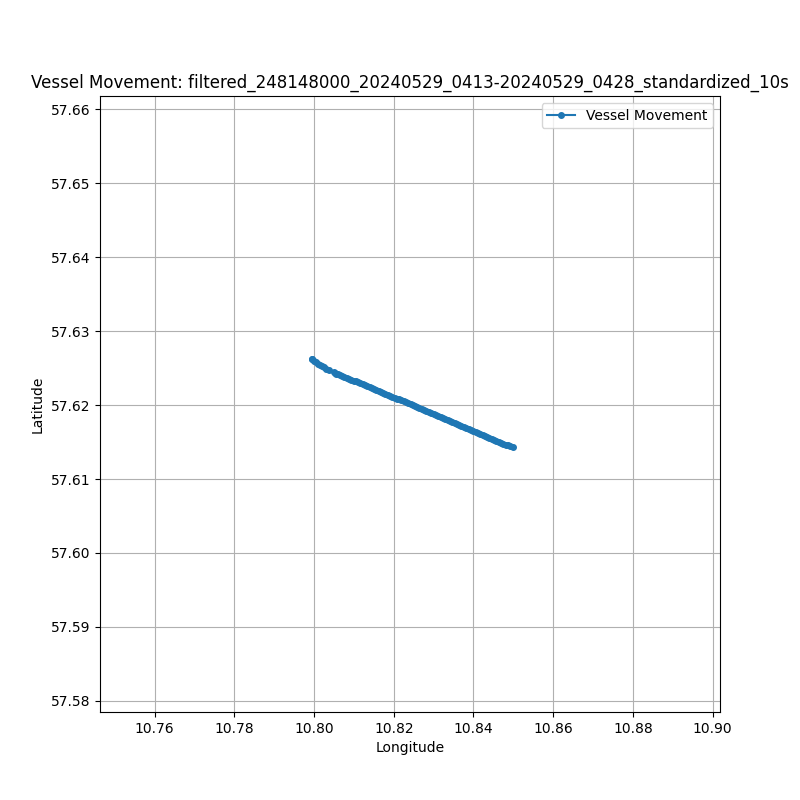 Vessel Movement: filtered_248148000_20240529_0413-20240529_0428_standardized_10s
Vessel Movement
57.66
57.65
57.64
57.63
57.62
57.61
57.60
57.59
57.58
Latitude
10.76 10.78 10.80 10.82 10.84 10.86 10.88 10.90
Longitude